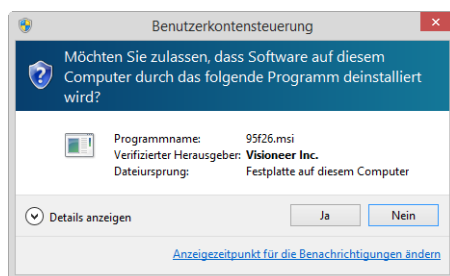 Benutzerkontensteuerung
Möchten Sie zulassen, dass Software auf diesem
Computer durch das folgende Programm deinstalliert
wird?
Programmname: 95f26.msi
Verifizierter Herausgeber: Visioneer Inc.
Dateiursprung: Festplatte auf diesem Computer
Details anzeigen Ja Nein
Anzeigezeitpunkt für die Benachrichtigungen ändern